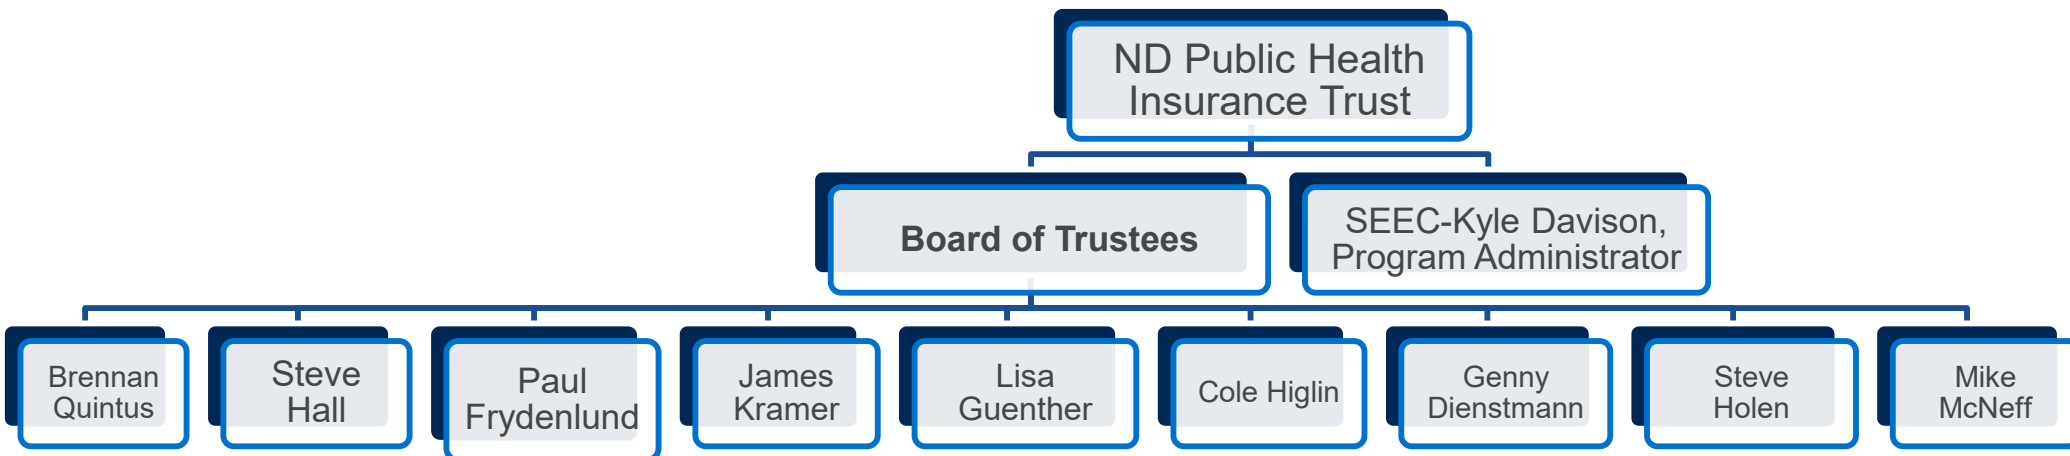 ND Public Health
Insurance Trust
Board of Trustees
SEEC-Kyle Davison,
Program Administrator
Brennan
Quintus
Steve
Hall
Paul
Frydenlund
James
Kramer
Lisa
Guenther
Cole Higlin
Genny
Dienstmann
Steve
Holen
Mike
McNeff